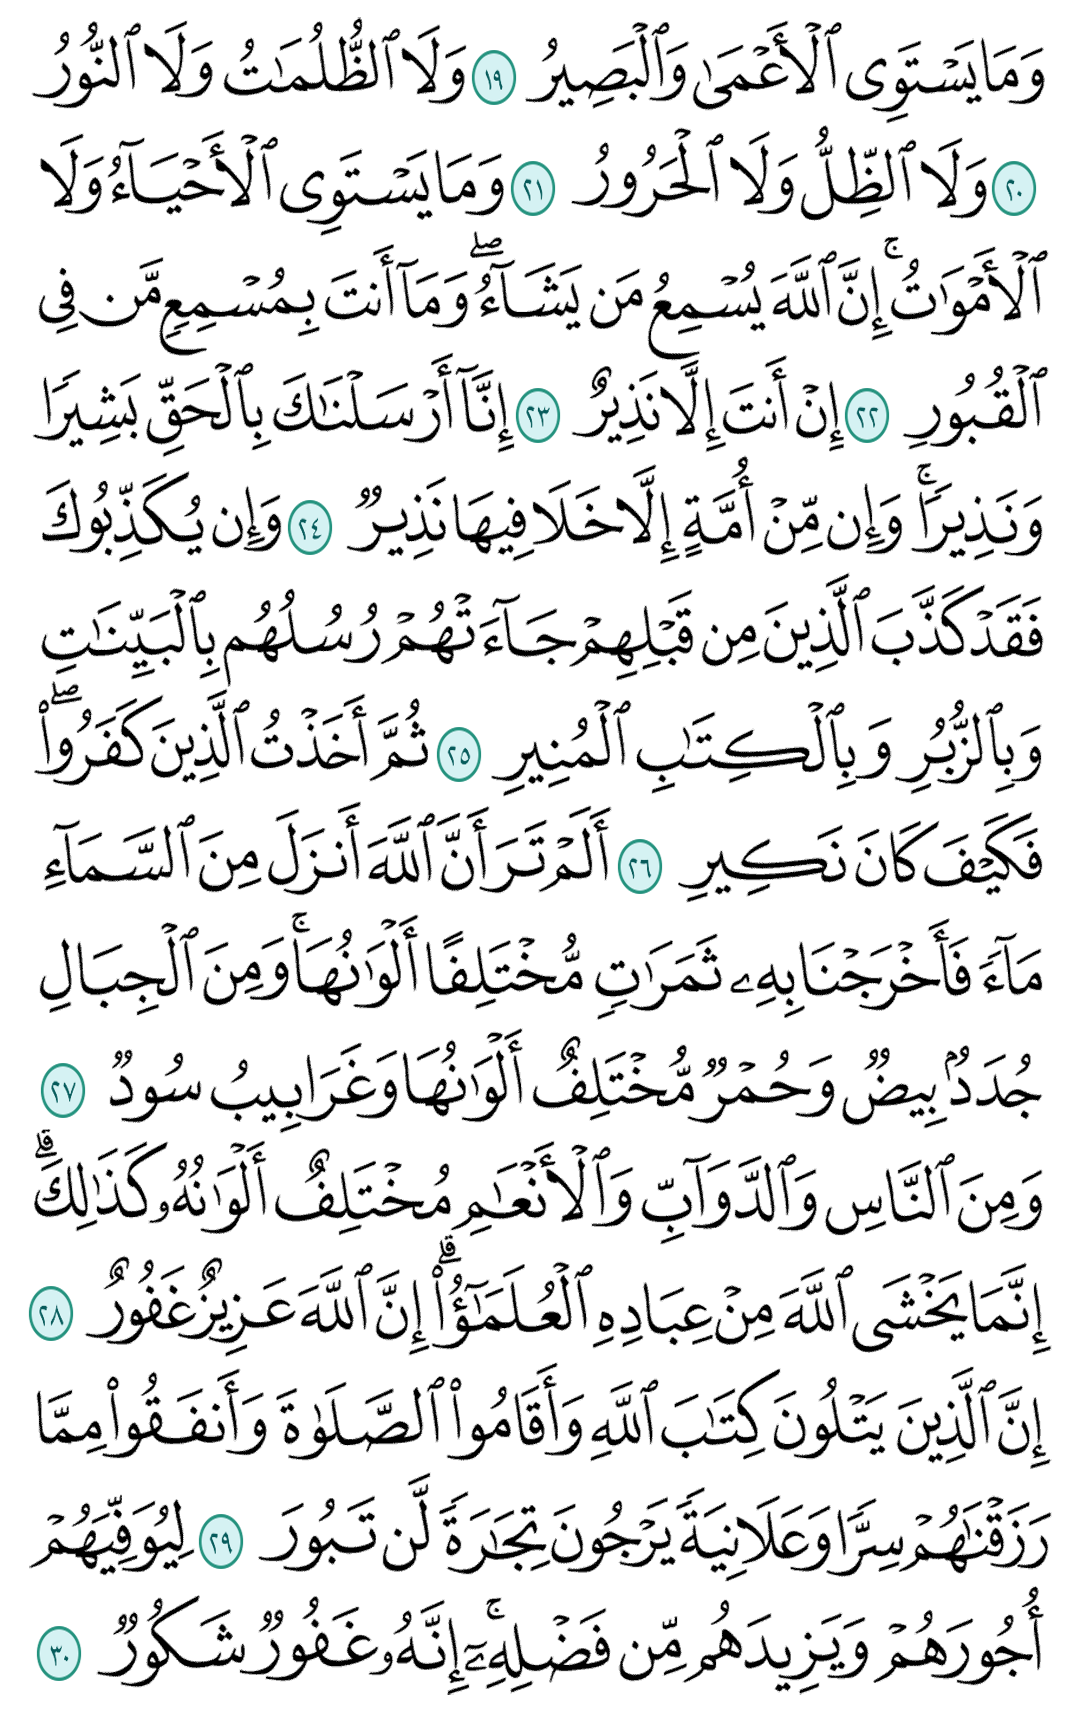 وَمَا يَسْتَوِى ٱلْأَعْمَىٰ وَٱلْبَصِيرُ ١٩ وَلَا ٱلظُّلُمَـٰتُ وَلَا ٱلنُّورُ
٢٠ وَلَا ٱلظِّلُّ وَلَا ٱلْحَرُورُ ٢١ وَمَا يَسْتَوِى ٱلْأَحْيَآءُ وَلَا
ٱلْأَمْوَٰتُ ۚ إِنَّ ٱللَّهَ يُسْمِعُ مَن يَشَآءُ ۖ وَمَآ أَنتَ بِمُسْمِعٍ مَّن فِى
ٱلْقُبُورِ ٢٢ إِنْ أَنتَ إِلَّا نَذِيرٌ ٢٣ إِنَّآ أَرْسَلْنَـٰكَ بِٱلْحَقِّ بَشِيرًا
وَنَذِيرًا ۚ وَإِن مِّنْ أُمَّةٍ إِلَّا خَلَا فِيهَا نَذِيرٌ ٢٤ وَإِن يُكَذِّبُوكَ
فَقَدْ كَذَّبَ ٱلَّذِينَ مِن قَبْلِهِمْ جَآءَتْهُمْ رُسُلُهُم بِٱلْبَيِّنَـٰتِ
وَبِٱلزُّبُرِ وَبِٱلْكِتَـٰبِ ٱلْمُنِيرِ ٢٥ ثُمَّ أَخَذْتُ ٱلَّذِينَ كَفَرُوا۟ ۖ
فَكَيْفَ كَانَ نَكِيرِ ٢٦ أَلَمْ تَرَ أَنَّ ٱللَّهَ أَنزَلَ مِنَ ٱلسَّمَآءِ
مَآءً فَأَخْرَجْنَا بِهِۦ ثَمَرَٰتٍ مُّخْتَلِفًا أَلْوَٰنُهَا ۚ وَمِنَ ٱلْجِبَالِ
جُدَدٌۢ بِيضٌ وَحُمْرٌ مُّخْتَلِفٌ أَلْوَٰنُهَا وَغَرَابِيبُ سُودٌ ٢٧
وَمِنَ ٱلنَّاسِ وَٱلدَّوَآبِّ وَٱلْأَنْعَـٰمِ مُخْتَلِفٌ أَلْوَٰنُهُۥ كَذَٰلِكَ ۗ
إِنَّمَا يَخْشَى ٱللَّهَ مِنْ عِبَادِهِ ٱلْعُلَمَـٰٓؤُا۟ ۗ إِنَّ ٱللَّهَ عَزِيزٌ غَفُورٌ ٢٨
إِنَّ ٱلَّذِينَ يَتْلُونَ كِتَـٰبَ ٱللَّهِ وَأَقَامُوا۟ ٱلصَّلَوٰةَ وَأَنفَقُوا۟ مِمَّا
رَزَقْنَـٰهُمْ سِرًّا وَعَلَانِيَةً يَرْجُونَ تِجَـٰرَةً لَّن تَبُورَ ٢٩ لِيُوَفِّيَهُمْ
أُجُورَهُمْ وَيَزِيدَهُم مِّن فَضْلِهِۦٓ ۚ إِنَّهُۥ غَفُورٌ شَكُورٌ ٣٠